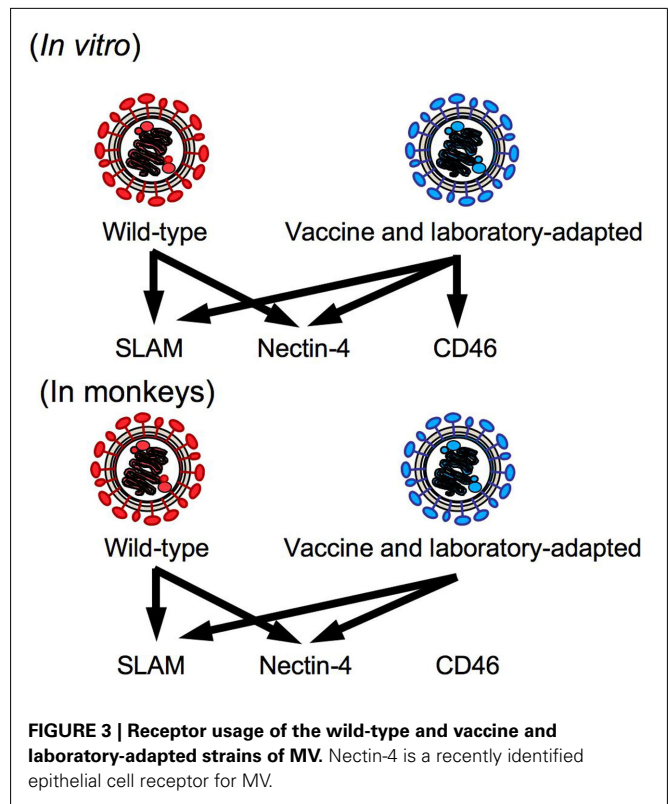 (In vitro)
Wild-type Vaccine and laboratory-adapted
SLAM Nectin-4 CD46
(In monkeys)
Wild-type Vaccine and laboratory-adapted
SLAM Nectin-4 CD46
FIGURE 3 | Receptor usage of the wild-type and vaccine and
laboratory-adapted strains of MV. Nectin-4 is a recently identified
epithelial cell receptor for MV.